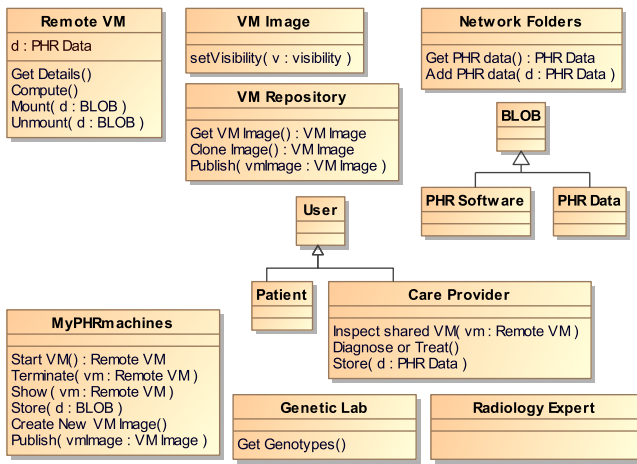 Remote VM
d : PHR Data
Get Details()
Compute()
Mount( d : BLOB )
Unmount( d : BLOB )
VM Image
setVisibility( v : visibility )
Network Folders
Get PHR data() : PHR Data
Add PHR data( d : PHR Data )
VM Repository
Get VM Image() : VM Image
Clone Image() : VM Image
Publish( vmImage : VM Image )
BLOB
PHR Software
PHR Data
User
Patient
Care Provider
Inspect shared VM( vm : Remote VM )
Diagnose or Treat()
Store( d : PHR Data )
MyPHRmachines
Start VM() : Remote VM
Terminate( vm : Remote VM )
Show ( vm : Remote VM )
Store( d : BLOB )
Create New VM Image()
Publish( vmImage : VM Image )
Genetic Lab
Get Genotypes()
Radiology Expert